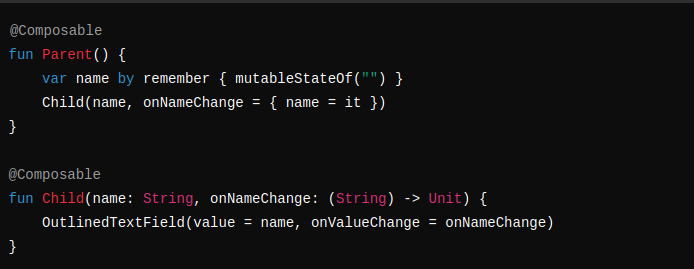 @Composable
fun Parent() {
    var name by remember { mutableStateOf("") }
    Child(name, onNameChange = { name = it })
}

@Composable
fun Child(name: String, onNameChange: (String) -> Unit) {
    OutlinedTextField(value = name, onValueChange = onNameChange)
}